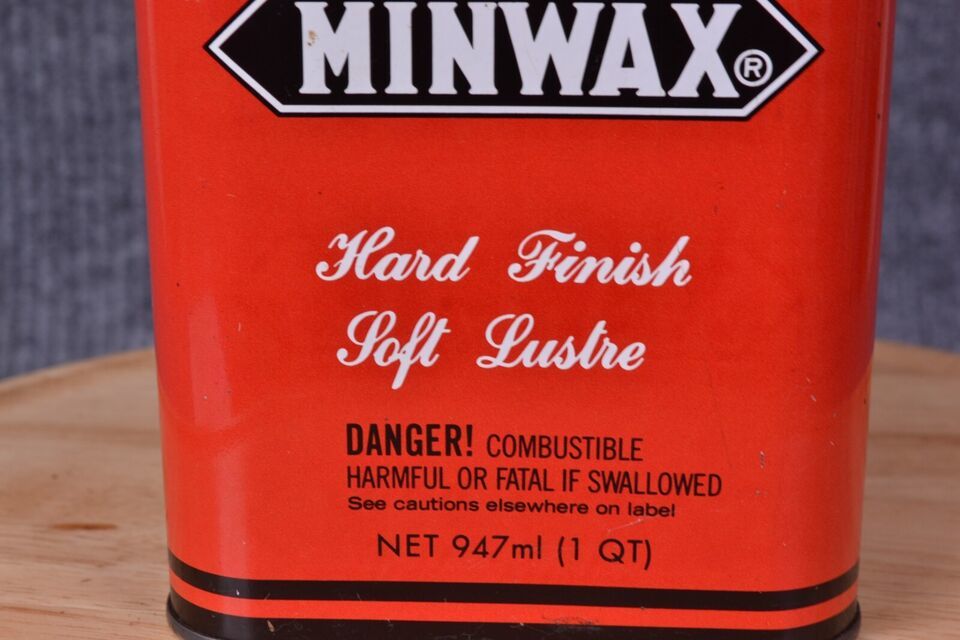 MINWAX®
Hard Finish
Soft Lustre
DANGER! COMBUSTIBLE
HARMFUL OR FATAL IF SWALLOWED
See cautions elsewhere on label
NET 947ml (1 QT)